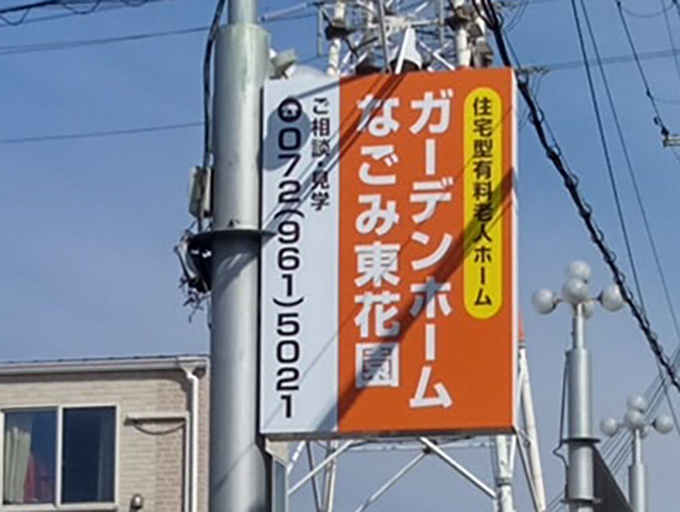 住宅型有料老人ホーム
ガーデンホーム
なごみ東花園
ご相談・見学
☎072(961)5021